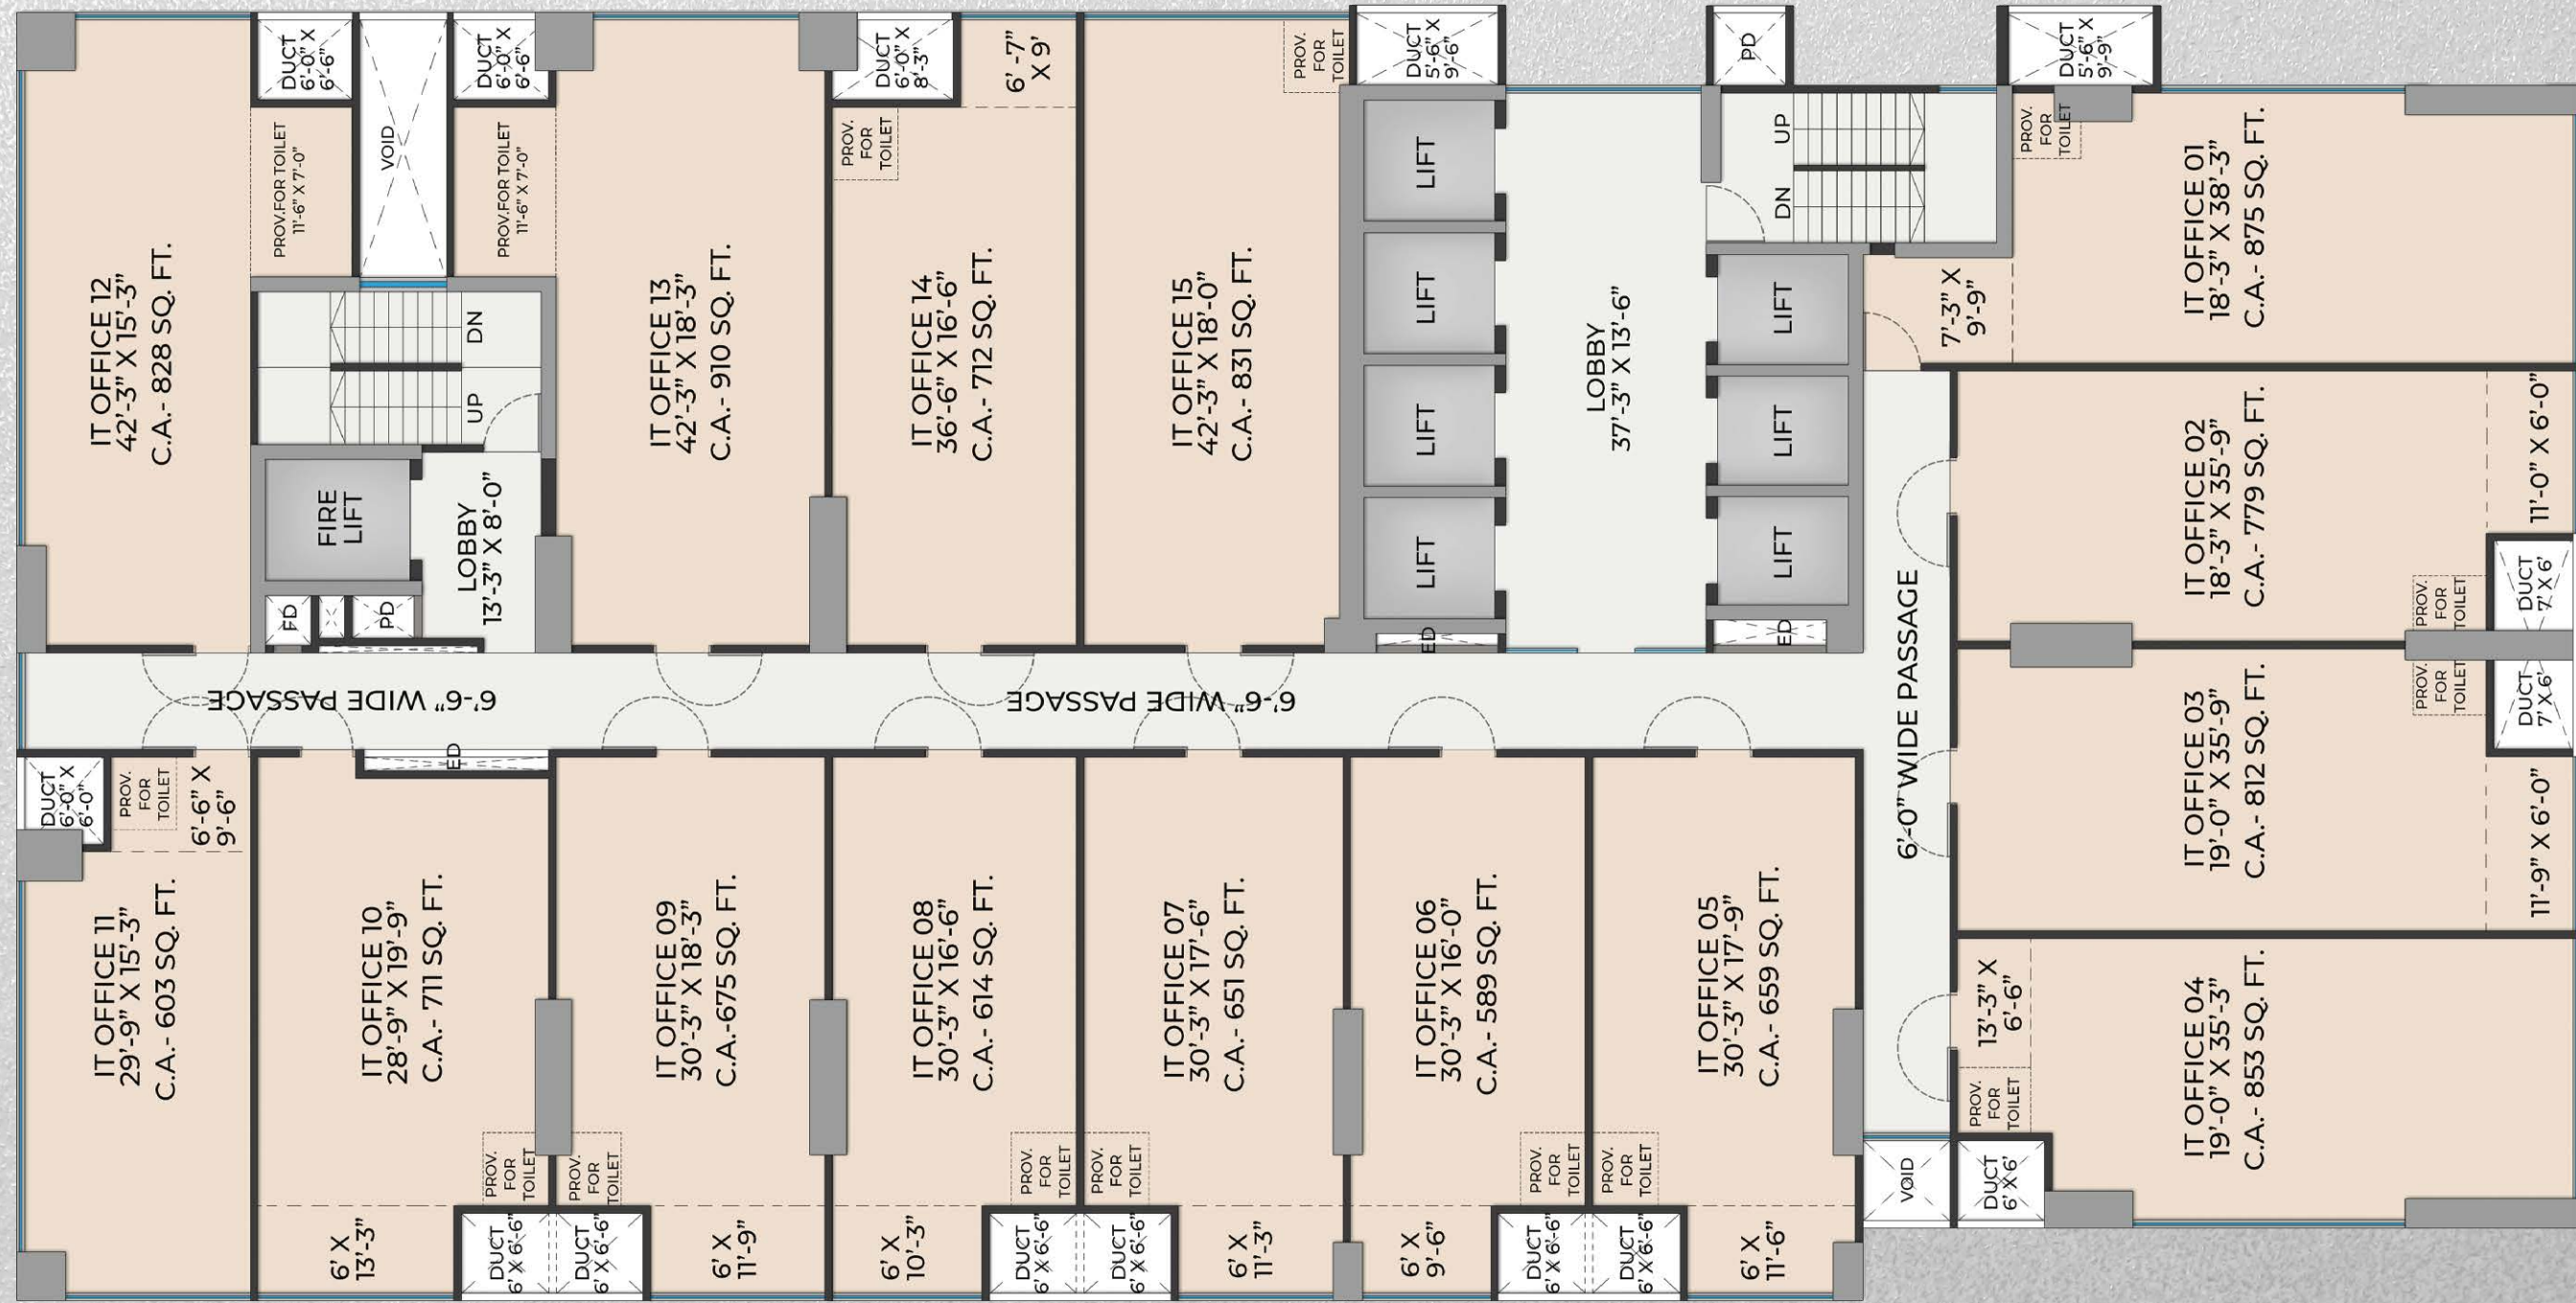 IT OFFICE 12
42'-3" X 15'-3"
C.A.- 828 SQ. FT.
DUCT
6'-0" X
6'-6"
PROV.FOR TOILET
11'-6" X 7'-0"
VOID
DUCT
6'-0" X
6'-6"
PROV.FOR TOILET
11'-6" X 7'-0"
DN
UP
FIRE
LIFT
LOBBY
13'-3" X 8'-0"
FD
PD
IT OFFICE 13
42'-3" X 18'-3"
C.A.- 910 SQ. FT.
DUCT
6'-0" X
8'-3"
6' -7"
X 9'
PROV.
FOR
TOILET
IT OFFICE 14
36'-6" X 16'-6"
C.A.- 712 SQ. FT.
IT OFFICE 15
42'-3" X 18'-0"
C.A.- 831 SQ. FT.
PROV.
FOR
TOILET
DUCT
5'-6" X
9'-6"
LIFT
LIFT
LIFT
LIFT
ED
LOBBY
37'-3" X 13'-6"
PD
UP
DN
LIFT
LIFT
LIFT
ED
DUCT
5'-6" X
9'-9"
PROV.
FOR
TOILET
7'-3" X
9'-9"
IT OFFICE 01
18'-3" X 38'-3"
C.A.- 875 SQ. FT.
IT OFFICE 02
18'-3" X 35'-9"
C.A.- 779 SQ. FT.
11'-0" X 6'-0"
PROV.
FOR
TOILET
DUCT
7' X 6'
6'-6" WIDE PASSAGE
6'-6" WIDE PASSAGE
6'-0" WIDE PASSAGE
IT OFFICE 03
19'-0" X 35'-9"
C.A.- 812 SQ. FT.
PROV.
FOR
TOILET
DUCT
7' X 6'
11'-9" X 6'-0"
DUCT
6'-0" X
6'-0"
PROV.
FOR
TOILET
6'-6" X
9'-6"
IT OFFICE 11
29'-9" X 15'-3"
C.A.- 603 SQ. FT.
ED
IT OFFICE 10
28'-9" X 19'-9"
C.A.- 711 SQ. FT.
6' X
13'-3"
PROV.
FOR
TOILET
DUCT
6' X 6'-6"
IT OFFICE 09
30'-3" X 18'-3"
C.A.-675 SQ. FT.
PROV.
FOR
TOILET
DUCT
6' X 6'-6"
6' X
11'-9"
IT OFFICE 08
30'-3" X 16'-6"
C.A.- 614 SQ. FT.
6' X
10'-3"
PROV.
FOR
TOILET
DUCT
6' X 6'-6"
IT OFFICE 07
30'-3" X 17'-6"
C.A.- 651 SQ. FT.
PROV.
FOR
TOILET
DUCT
6' X 6'-6"
6' X
11'-3"
IT OFFICE 06
30'-3" X 16'-0"
C.A.- 589 SQ. FT.
6' X
9'-6"
PROV.
FOR
TOILET
DUCT
6' X 6'-6"
IT OFFICE 05
30'-3" X 17'-9"
C.A.- 659 SQ. FT.
PROV.
FOR
TOILET
DUCT
6' X 6'-6"
6' X
11'-6"
VOID
13'-3" X
6'-6"
PROV.
FOR
TOILET
DUCT
6' X 6'
IT OFFICE 04
19'-0" X 35'-3"
C.A.- 853 SQ. FT.